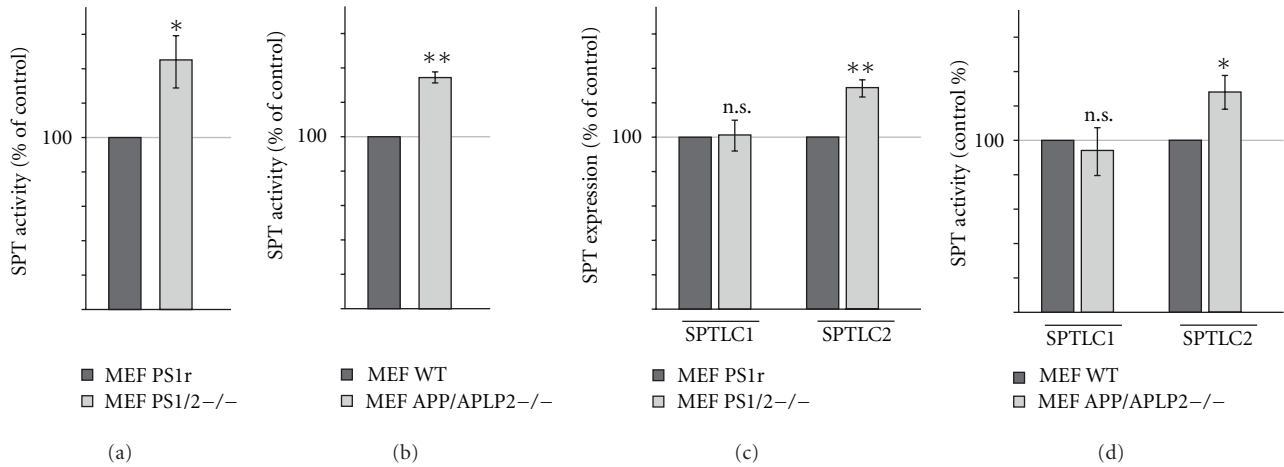 SPT activity (% of control)
100
*
MEF PS1r
MEF PS1/2−/−
(a)
SPT activity (% of control)
100
**
MEF WT
MEF APP/APLP2−/−
(b)
SPT expression (% of control)
100
n.s.
**
SPTLC1
SPTLC2
MEF PS1r
MEF PS1/2−/−
(c)
SPT activity (control %)
100
n.s.
*
SPTLC1
SPTLC2
MEF WT
MEF APP/APLP2−/−
(d)